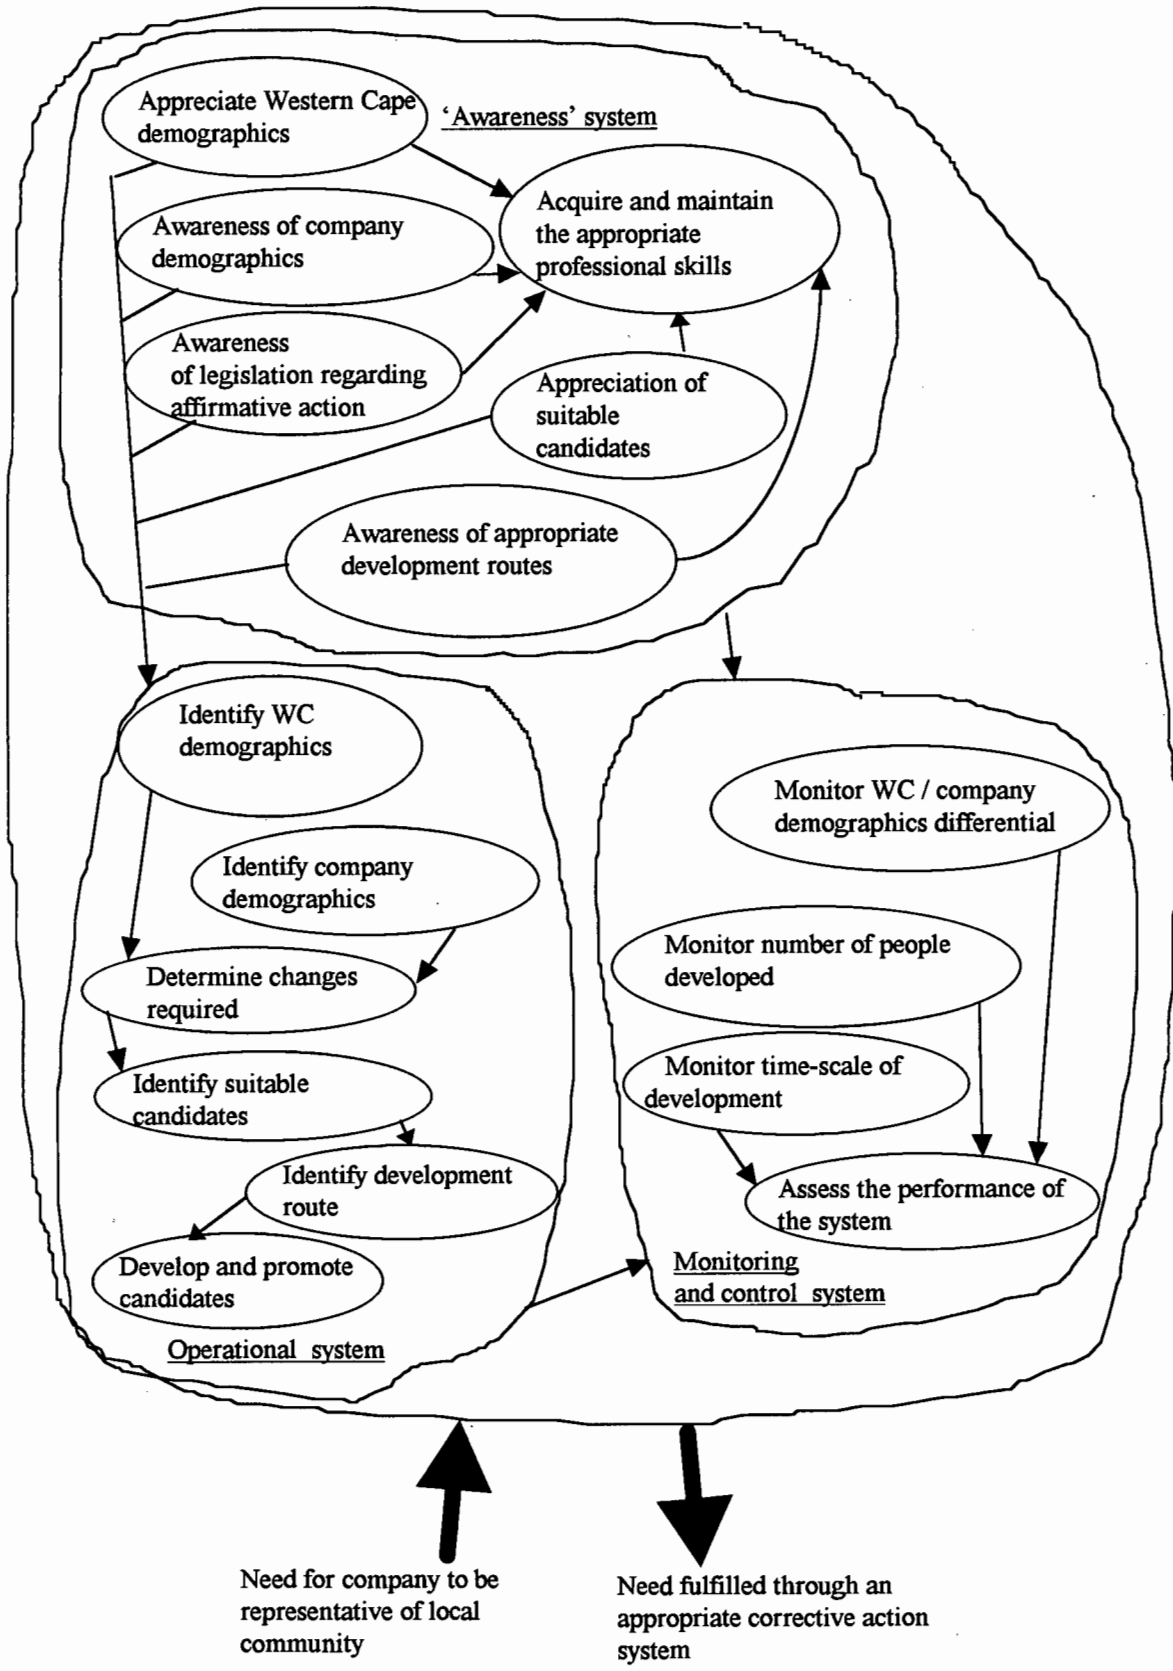 Appreciate Western Cape
demographics
‘Awareness’ system
Acquire and maintain
the appropriate
professional skills
Awareness of company
demographics
Awareness
of legislation regarding
affirmative action
Appreciation of
suitable
candidates
Awareness of appropriate
development routes
Identify WC
demographics
Identify company
demographics
Determine changes
required
Identify suitable
candidates
Identify development
route
Develop and promote
candidates
Operational system
Monitor WC / company
demographics differential
Monitor number of people
developed
Monitor time-scale of
development
Assess the performance of
the system
Monitoring
and control system
Need for company to be
representative of local
community
Need fulfilled through an
appropriate corrective action
system